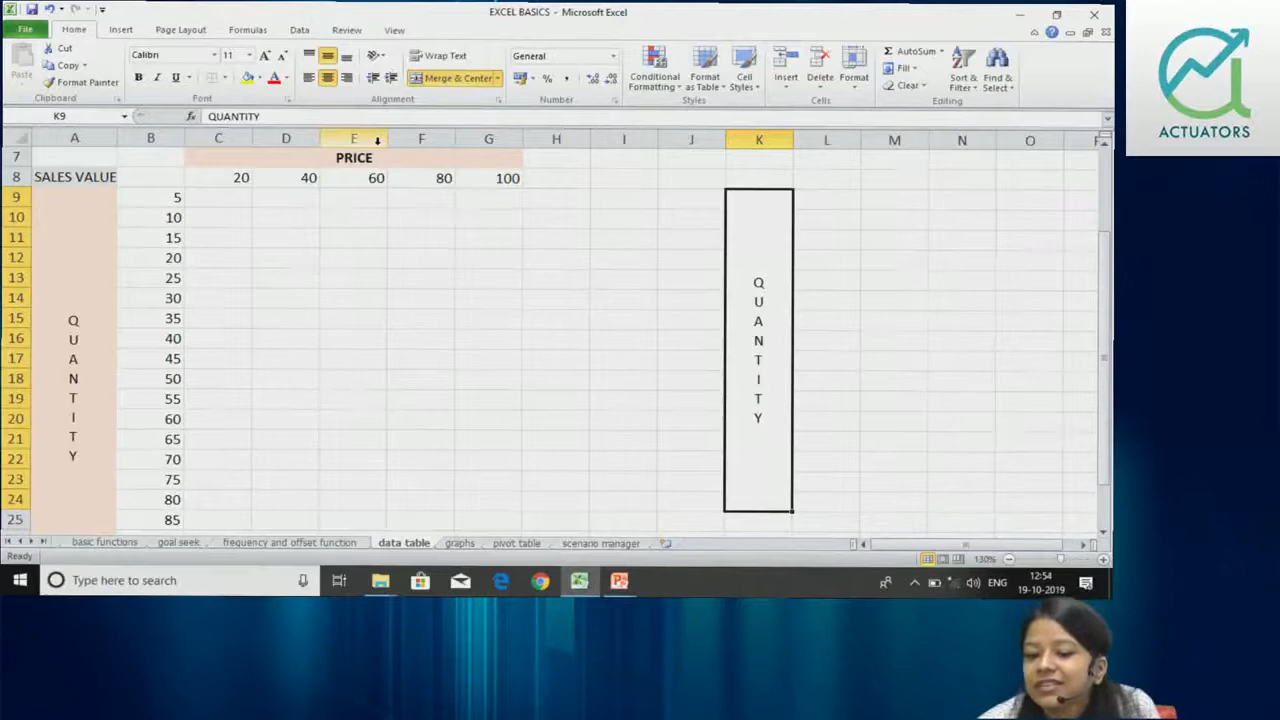 EXCEL BASICS - Microsoft Excel
File Home Insert Page Layout Formulas Data Review View
Paste Cut Copy Format Painter Clipboard
Calibri 11 A A B I U A Font
Wrap Text Merge & Center Alignment
General % , Number
Conditional Formatting Format as Table Cell Styles Styles
Insert Delete Format Cells
Σ AutoSum Fill Clear Sort & Filter Find & Select Editing
K9 fx QUANTITY
A B C D E F G H I J K L M N O
7 PRICE
8 SALES VALUE 20 40 60 80 100
9 5
10 10
11 15
12 20
13 25
14 30
15 35
16 40
17 45
18 50
19 55
20 60
21 65
22 70
23 75
24 80
25 85
QUANTITY
QUANTITY
basic functions goal seek frequency and offset function data table graphs pivot table scenario manager
Ready 130%
Type here to search
ENG 12:54
19-10-2019
ACTUATORS